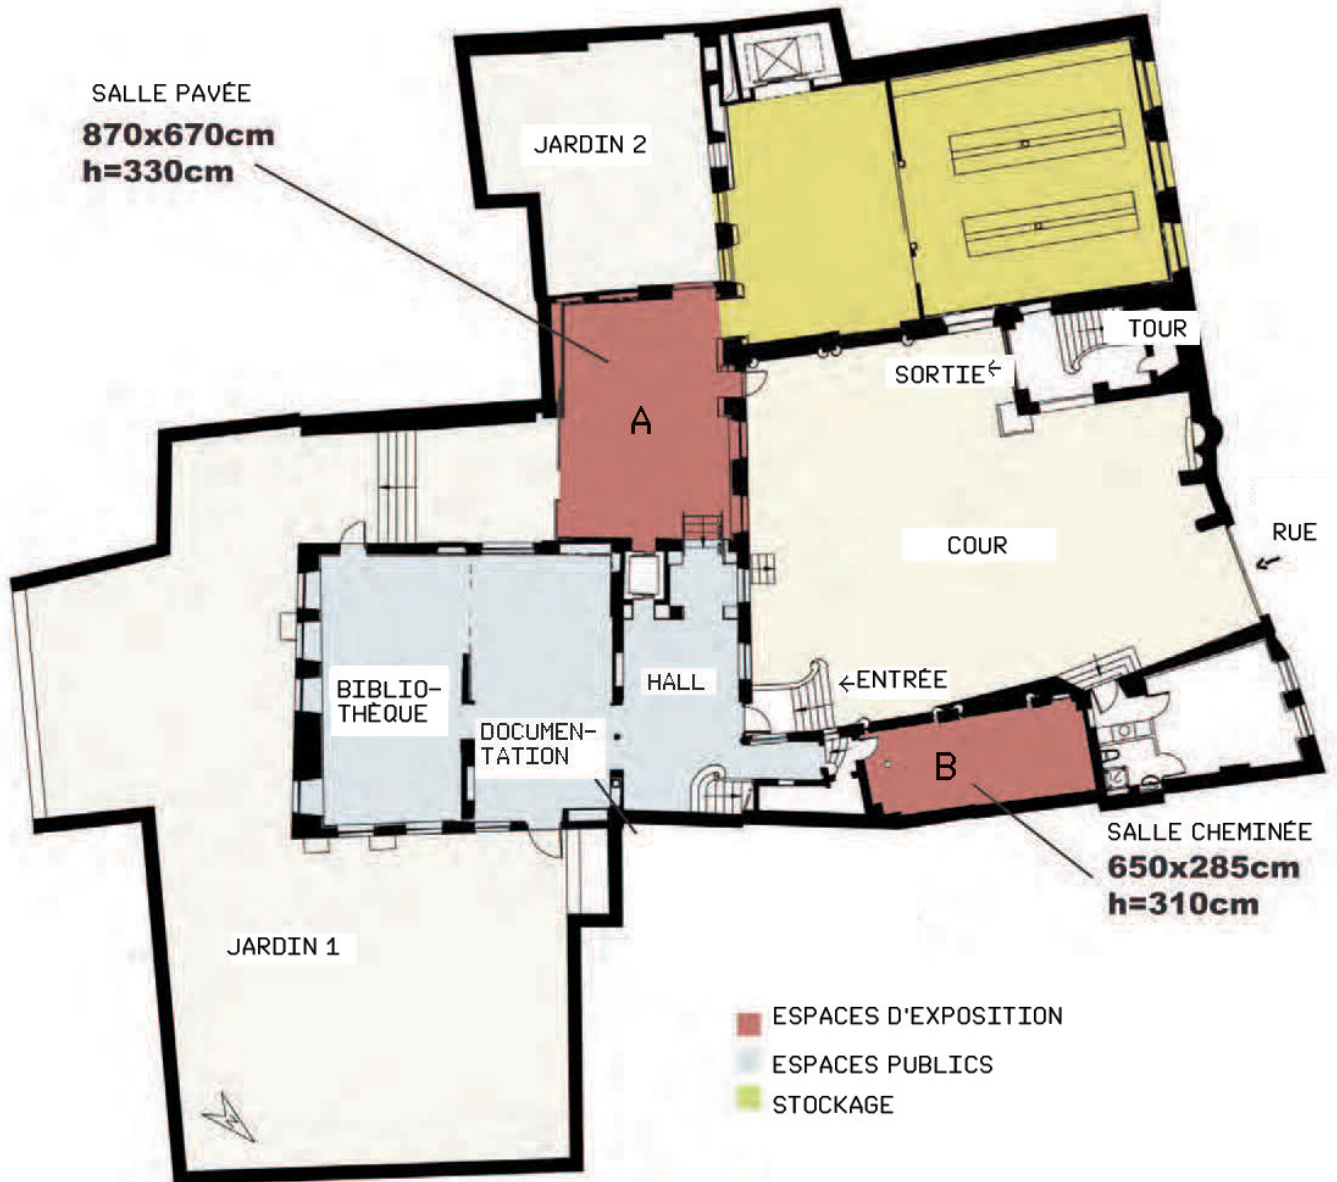 SALLE PAVÉE
870x670cm
h=330cm
JARDIN 2
TOUR
SORTIE←
A
COUR
RUE
←
BIBLIO-
THÈQUE
HALL
←ENTRÉE
DOCUMEN-
TATION
B
SALLE CHEMINÉE
650x285cm
h=310cm
JARDIN 1
ESPACES D'EXPOSITION
ESPACES PUBLICS
STOCKAGE